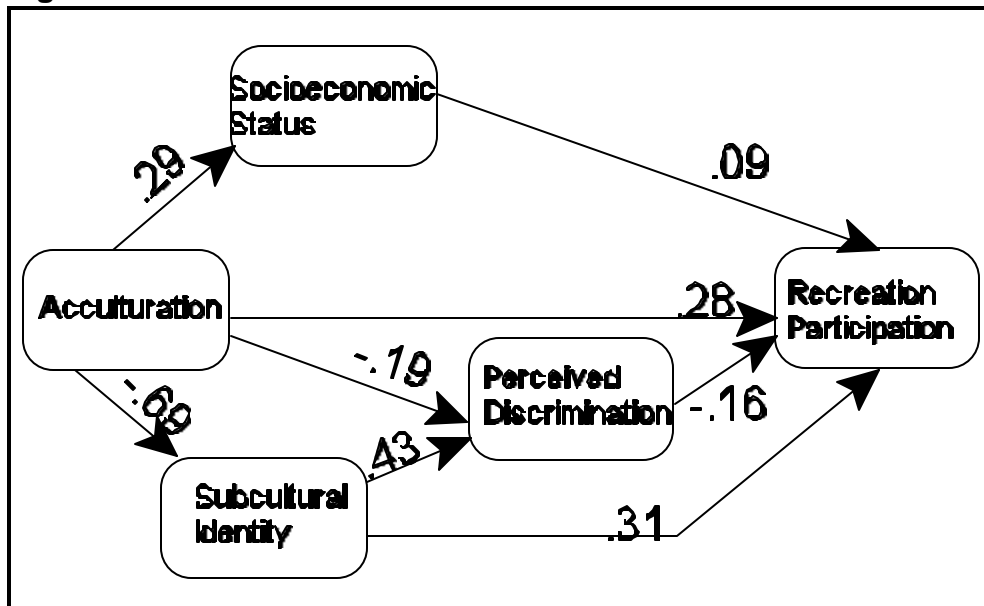 Socioeconomic
Status
.29
.09
Acculturation
.28
Recreation
Participation
-.19
Perceived
Discrimination
-.16
.43
Subcultural
Identity
.31